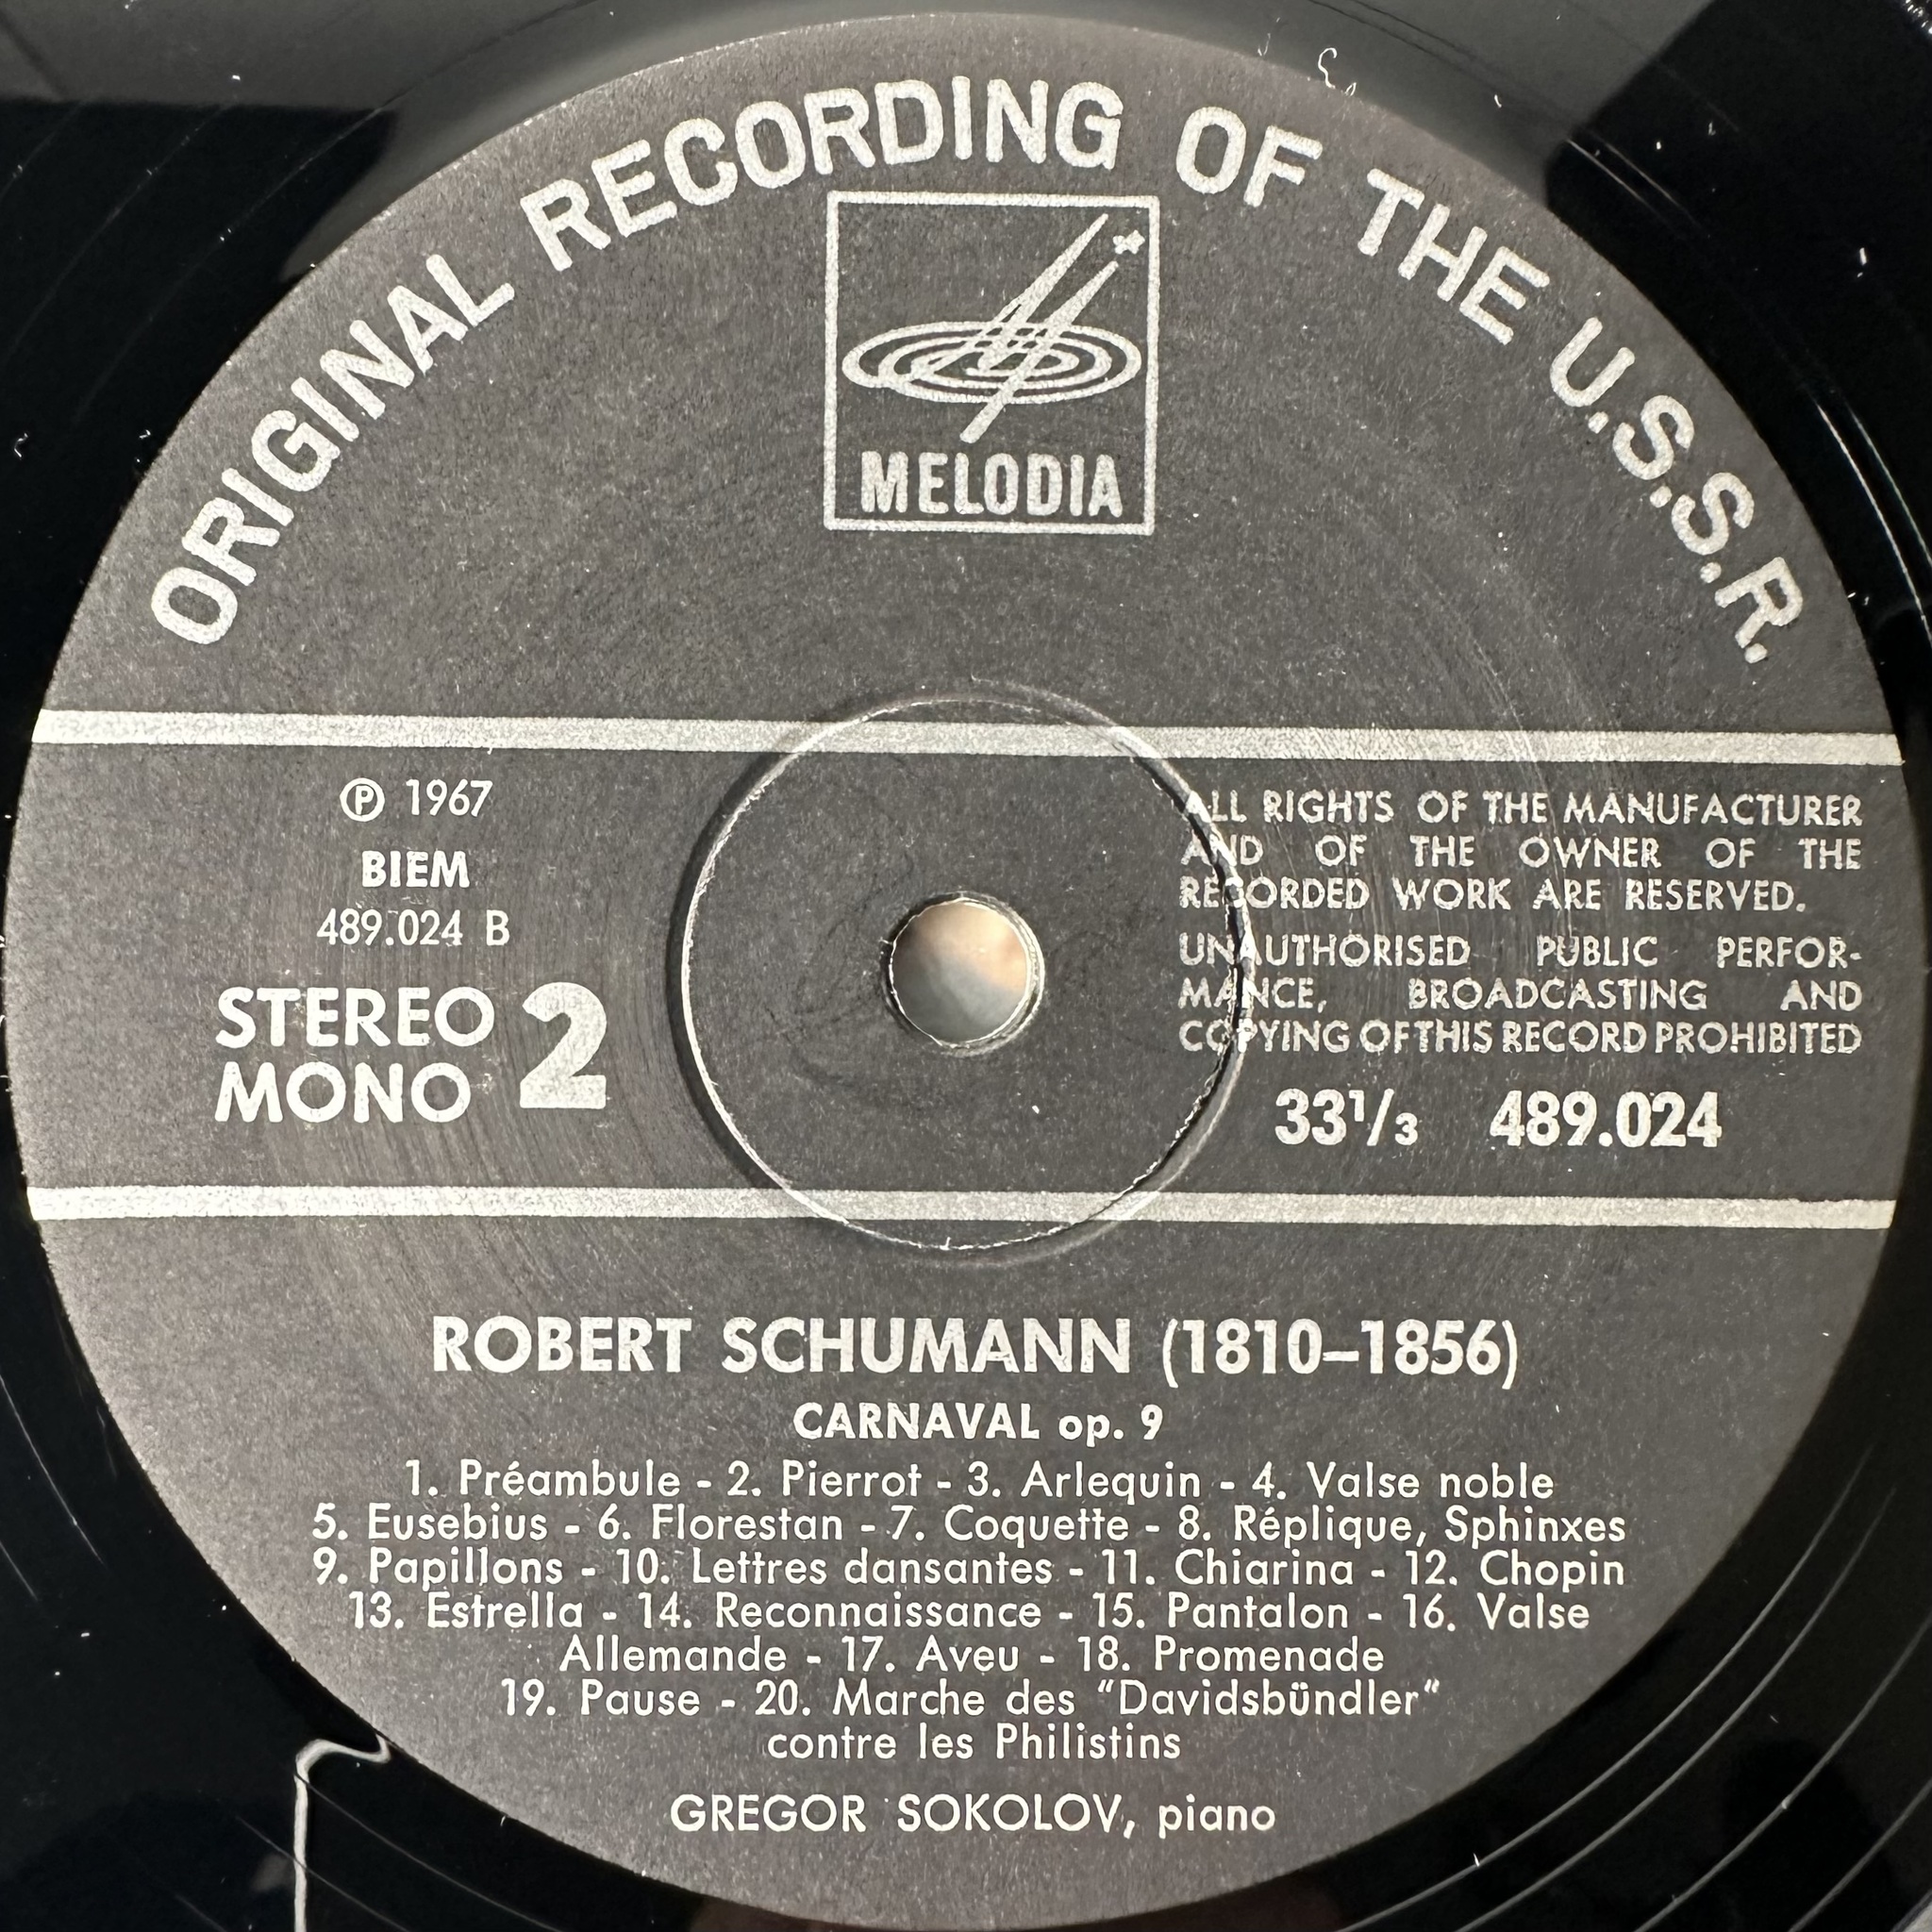 ORIGINAL RECORDING OF THE U.S.S.R.
MELODIA
Ⓟ 1967
BIEM
489.024 B
STEREO
MONO
2
ALL RIGHTS OF THE MANUFACTURER
AND OF THE OWNER OF THE
RECORDED WORK ARE RESERVED.
UNAUTHORISED PUBLIC PERFOR-
MANCE, BROADCASTING AND
COPYING OF THIS RECORD PROHIBITED
33¹/₃ 489.024
ROBERT SCHUMANN (1810–1856)
CARNAVAL op. 9
1. Préambule - 2. Pierrot - 3. Arlequin - 4. Valse noble
5. Eusebius - 6. Florestan - 7. Coquette - 8. Réplique, Sphinxes
9. Papillons - 10. Lettres dansantes - 11. Chiarina - 12. Chopin
13. Estrella - 14. Reconnaissance - 15. Pantalon - 16. Valse
Allemande - 17. Aveu - 18. Promenade
19. Pause - 20. Marche des "Davidsbündler"
contre les Philistins
GREGOR SOKOLOV, piano